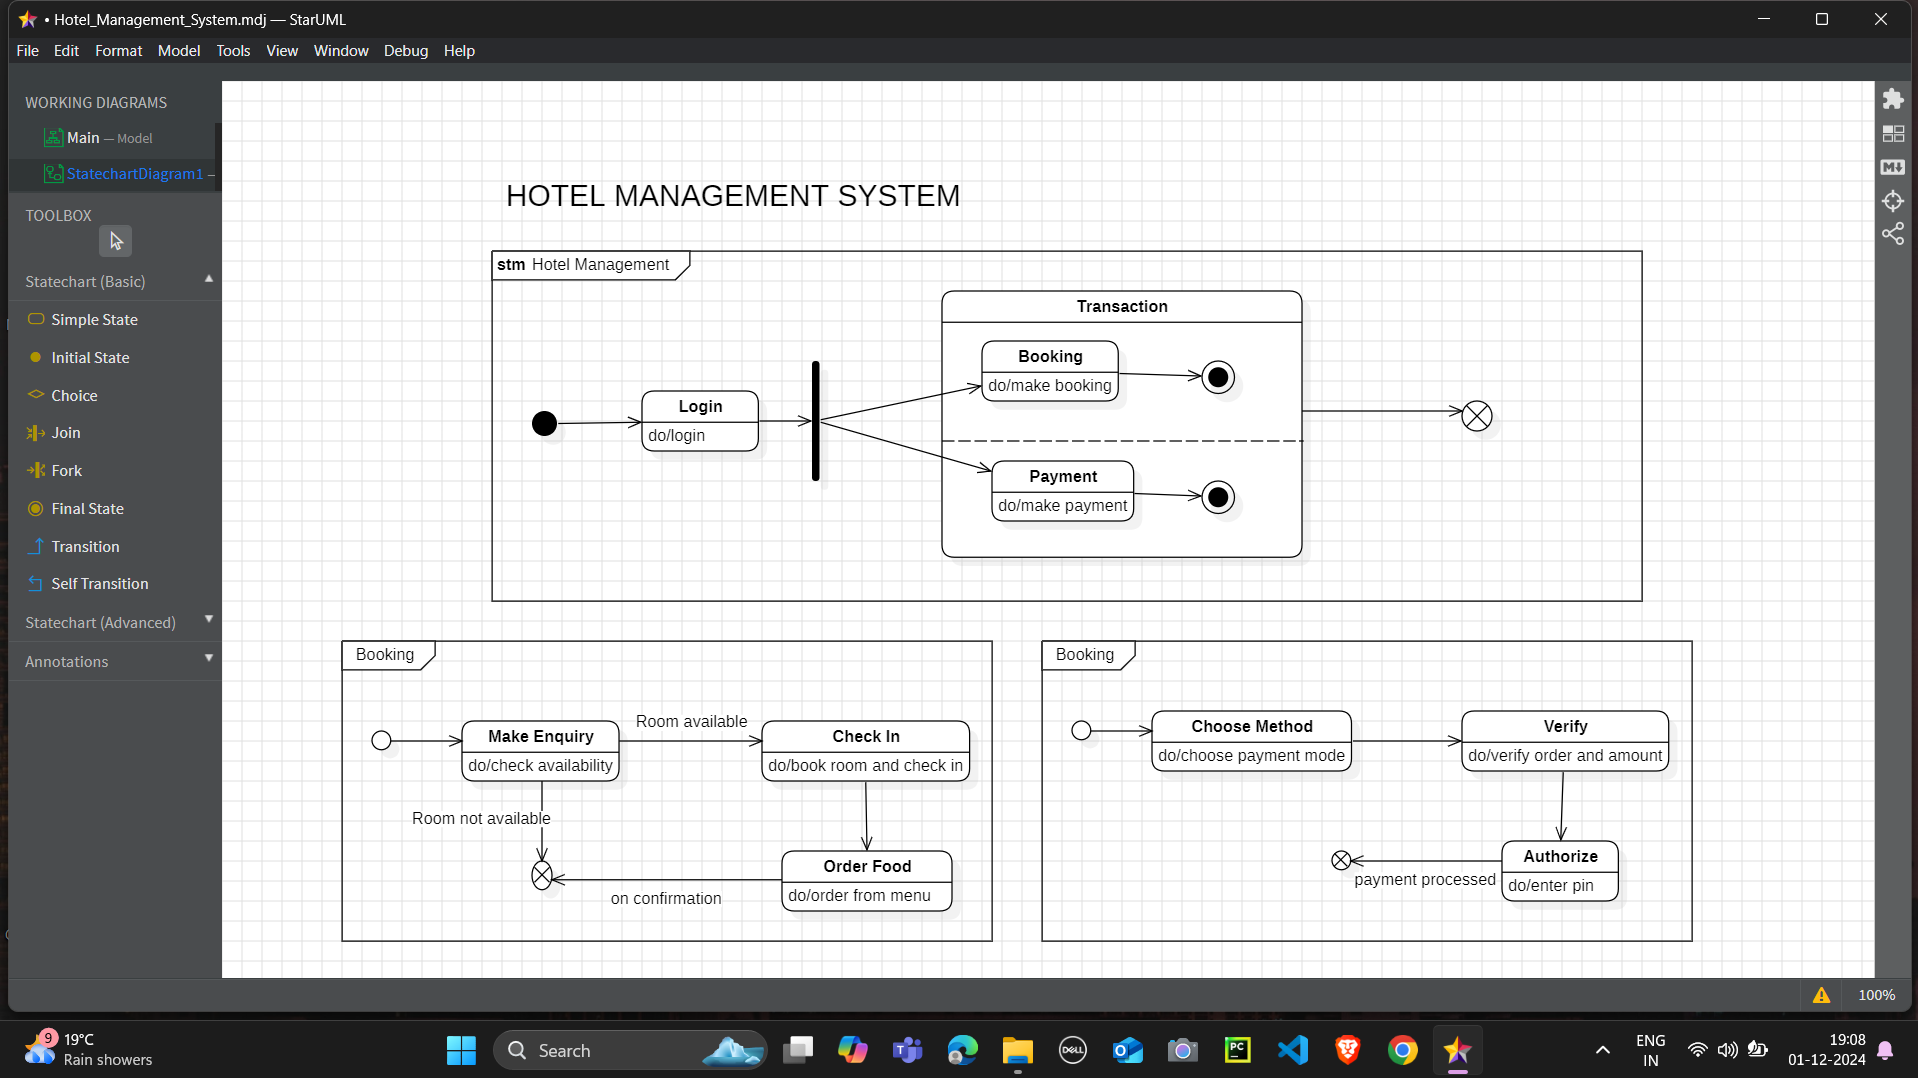 • Hotel_Management_System.mdj — StarUML
File Edit Format Model Tools View Window Debug Help
WORKING DIAGRAMS
Main — Model
StatechartDiagram1 —
TOOLBOX
Statechart (Basic)
Simple State
Initial State
Choice
Join
Fork
Final State
Transition
Self Transition
Statechart (Advanced)
Annotations
HOTEL MANAGEMENT SYSTEM
stm Hotel Management
Login
do/login
Transaction
Booking
do/make booking
Payment
do/make payment
Booking
Make Enquiry
do/check availability
Room available
Check In
do/book room and check in
Room not available
Order Food
do/order from menu
on confirmation
Booking
Choose Method
do/choose payment mode
Verify
do/verify order and amount
Authorize
do/enter pin
payment processed
100%
9
19°C
Rain showers
Search
DELL
PC
ENG
IN
19:08
01-12-2024